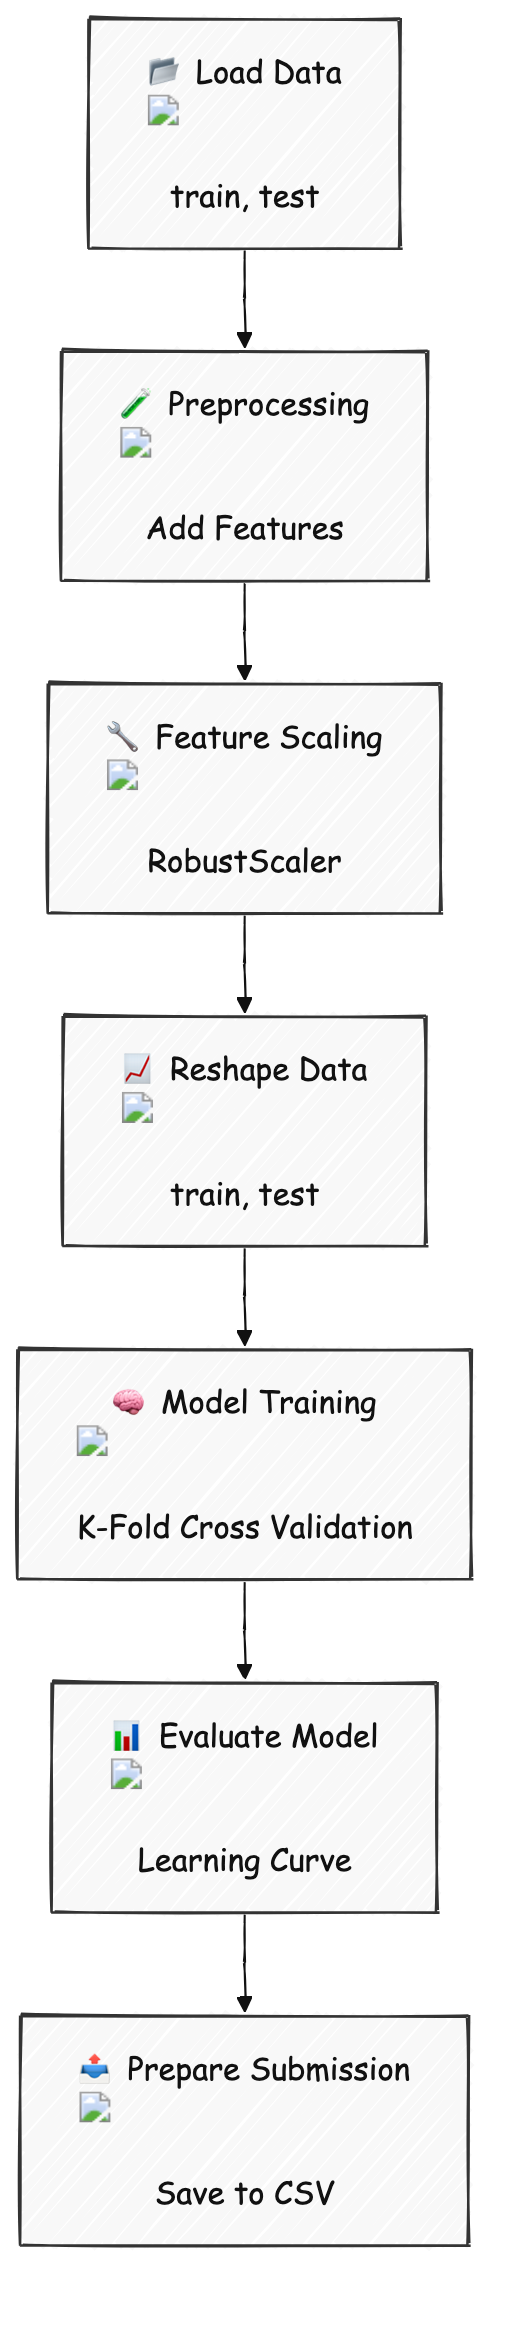 Load Data
train, test
Preprocessing
Add Features
Feature Scaling
RobustScaler
Reshape Data
train, test
Model Training
K-Fold Cross Validation
Evaluate Model
Learning Curve
Prepare Submission
Save to CSV